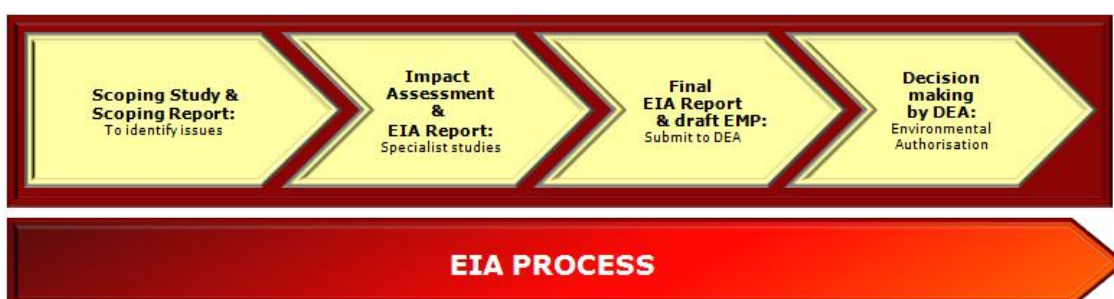 Scoping Study &
Scoping Report:
To identify issues
Impact
Assessment
&
EIA Report:
Specialist studies
Final
EIA Report
& draft EMP:
Submit to DEA
Decision
making
by DEA:
Environmental
Authorisation
EIA PROCESS